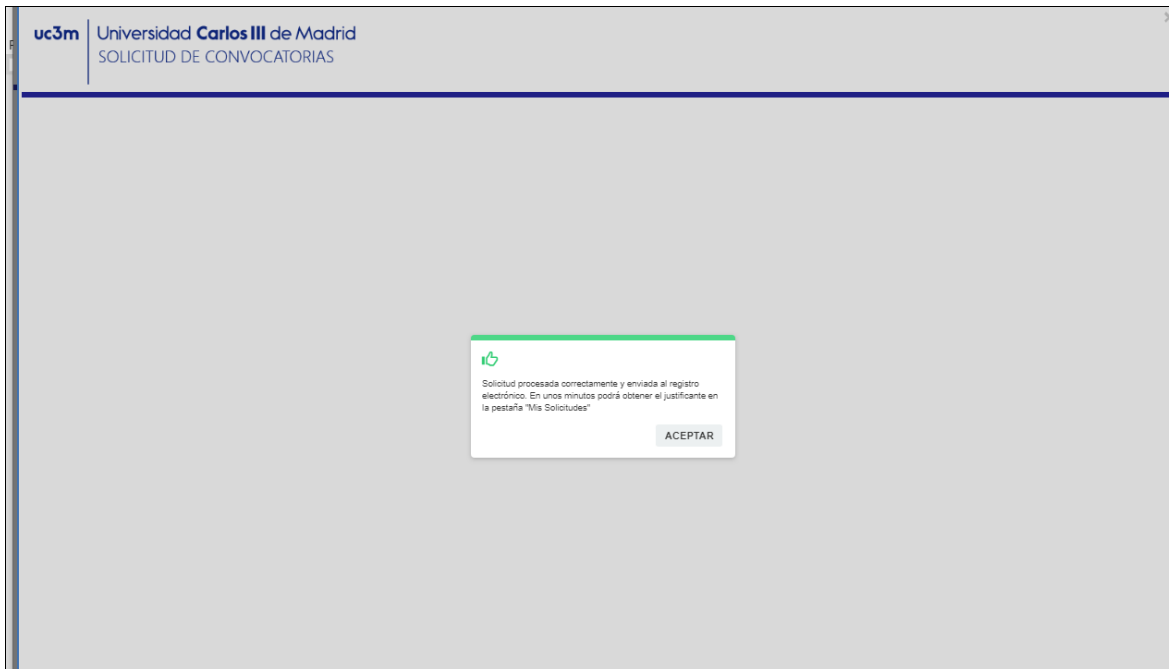 uc3m
Universidad Carlos III de Madrid
SOLICITUD DE CONVOCATORIAS
Solicitud procesada correctamente y enviada al registro
electrónico. En unos minutos podrá obtener el justificante en
la pestaña "Mis Solicitudes"
ACEPTAR